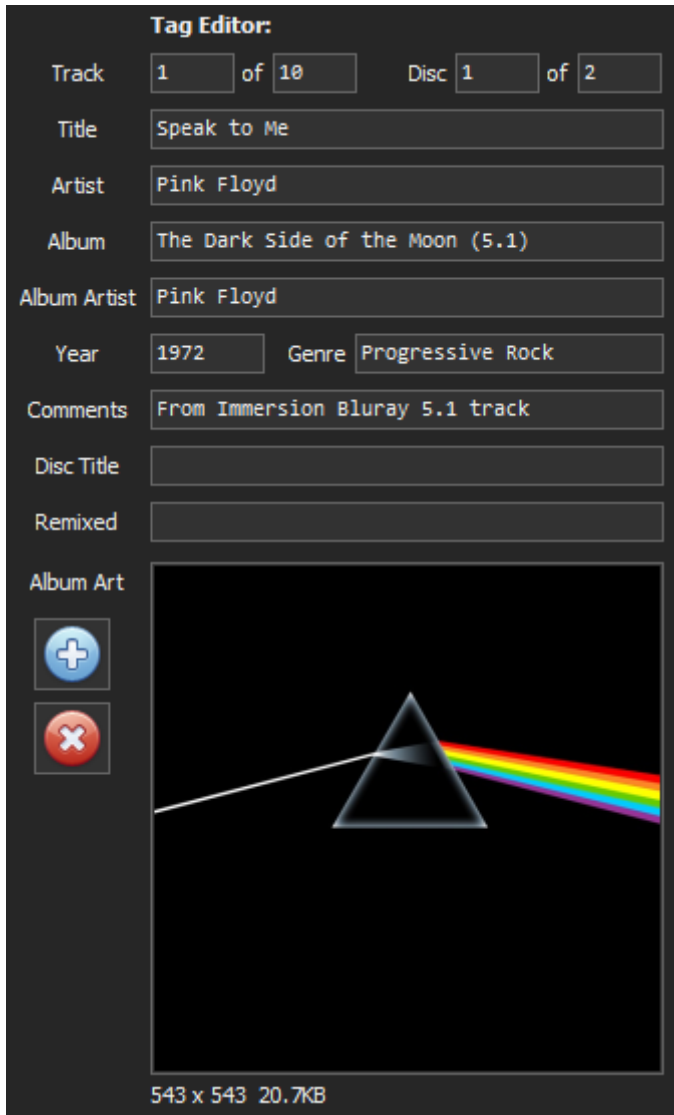 Tag Editor:
Track 1 of 10 Disc 1 of 2
Title Speak to Me
Artist Pink Floyd
Album The Dark Side of the Moon (5.1)
Album Artist Pink Floyd
Year 1972 Genre Progressive Rock
Comments From Immersion Bluray 5.1 track
Disc Title
Remixed
Album Art
543 x 543 20.7KB